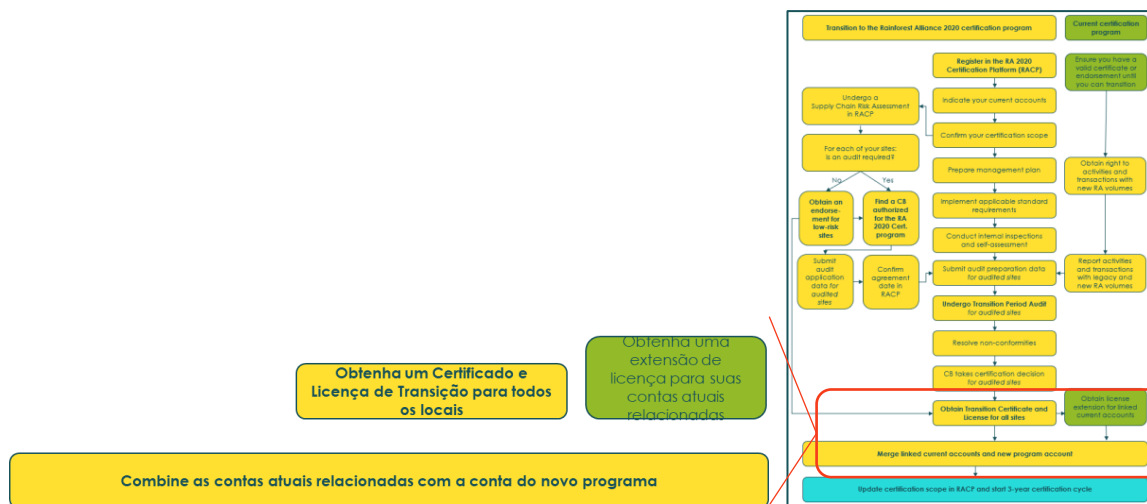 Transition to the Rainforest Alliance 2020 certification program
Current certification
program
Register in the RA 2020
Certification Platform (RACP)
Ensure you have a
valid certificate or
endorsement until
you can transition
Undergo a
Supply Chain Risk Assessment
in RACP
Indicate your current accounts
Confirm your certification scope
For each of your sites:
is an audit required?
Prepare management plan
Obtain right to
activities and
transactions with
new RA volumes
No
Yes
Obtain an
endorse-
ment for
low-risk
sites
Find a CB
authorized
for the RA
2020 Cert.
program
Implement applicable standard
requirements
Conduct internal inspections
and self-assessment
Submit
audit
application
data for
audited sites
Confirm
agreement
date in
RACP
Submit audit preparation data
for audited sites
Report activities
and transactions
with legacy and
new RA volumes
Undergo Transition Period Audit
for audited sites
Resolve non-conformities
CB takes certification decision
for audited sites
Obtain Transition Certificate and
License for all sites
Obtain license
extension for linked
current accounts
Merge linked current accounts and new program account
Update certification scope in RACP and start 3-year certification cycle
Obtenha um Certificado e
Licença de Transição para todos
os locais
Obtenha uma
extensão de
licença para suas
contas atuais
relacionadas
Combine as contas atuais relacionadas com a conta do novo programa